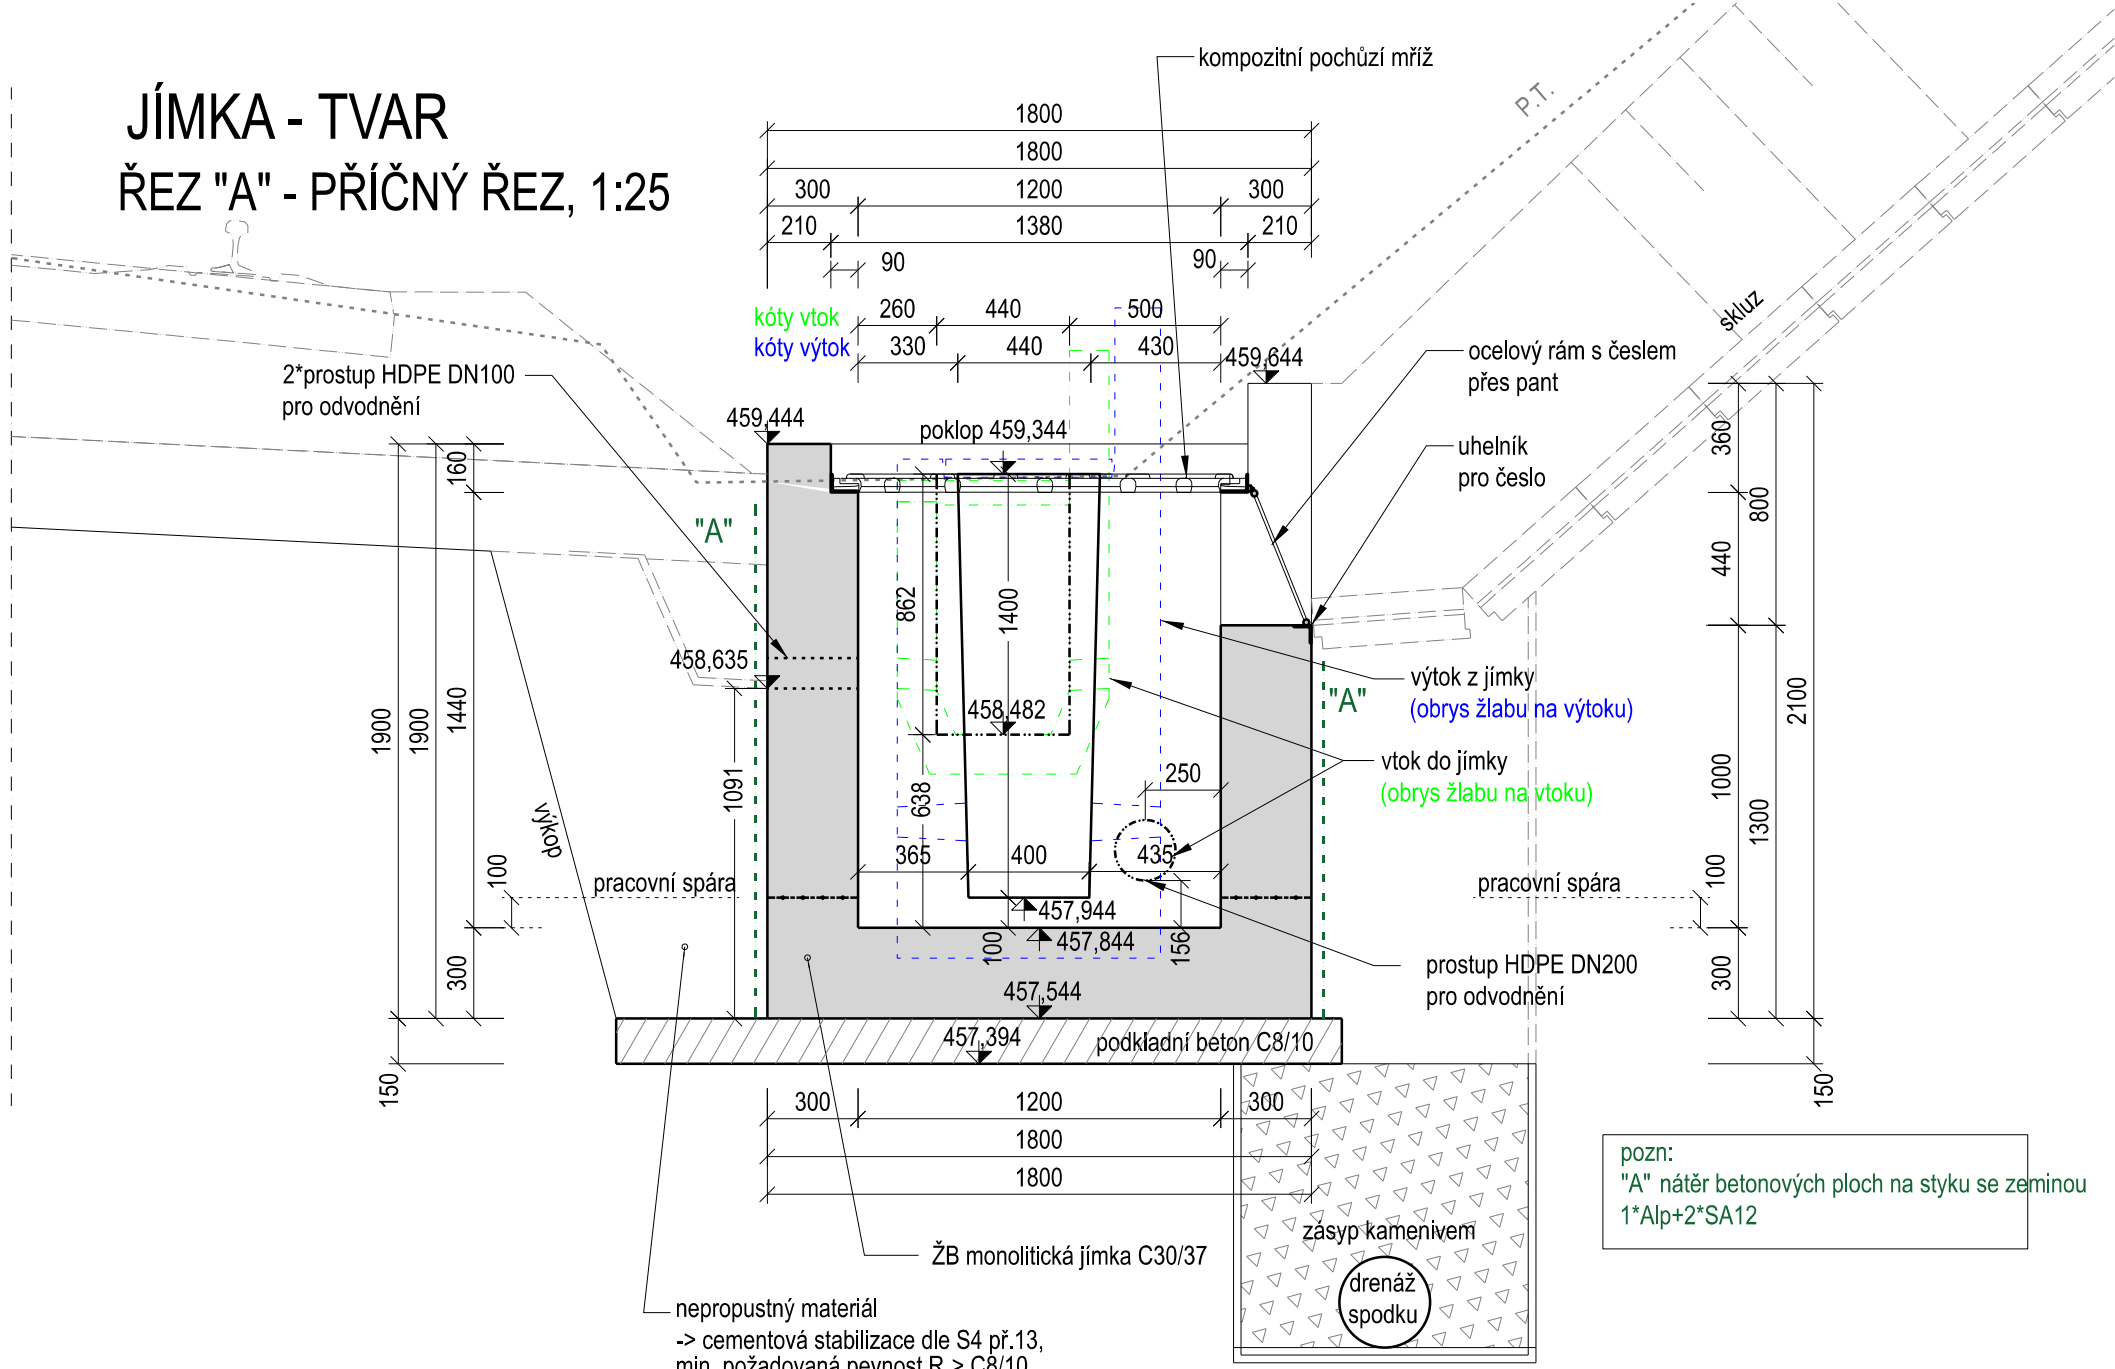 JÍMKA - TVAR
ŘEZ "A" - PŘÍČNÝ ŘEZ, 1:25
kompozitní pochůzí mříž
P.T.
1800
1800
300
1200
300
210
1380
210
90
90
kóty vtok
260
440
500
kóty výtok
330
440
430
459,644
skluz
ocelový rám s česlem
přes pant
2*prostup HDPE DN100
pro odvodnění
459,444
poklop 459,344
uhelník
pro česlo
160
360
800
440
"A"
862
1400
458,635
458,482
výtok z jímky
(obrys žlabu na výtoku)
"A"
1900
1900
1440
2100
1091
638
250
vtok do jímky
(obrys žlabu na vtoku)
1000
1300
výkop
365
400
435
100
pracovní spára
pracovní spára
100
457,944
457,844
100
156
300
prostup HDPE DN200
pro odvodnění
300
457,544
457,394
podkladní beton C8/10
150
150
300
1200
300
1800
1800
pozn:
"A" nátěr betonových ploch na styku se zeminou
1*Alp+2*SA12
zásyp kamenivem
ŽB monolitická jímka C30/37
drenáž
spodku
nepropustný materiál
-> cementová stabilizace dle S4 př.13,
min. požadovaná pevnost R > C8/10